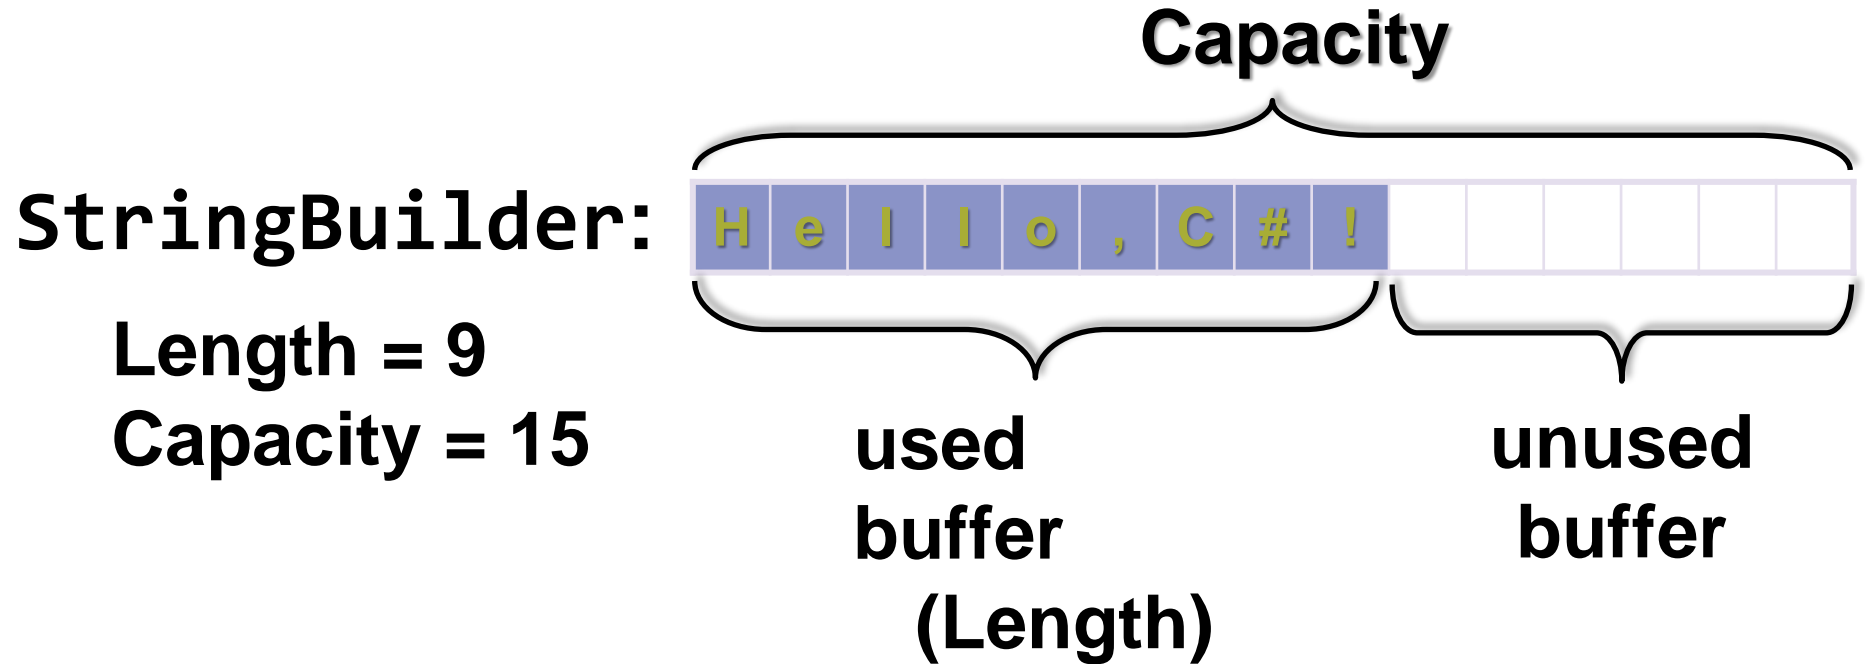 Capacity
StringBuilder:
H e l l o , C # !
Length = 9
Capacity = 15
used
buffer
(Length)
unused
buffer